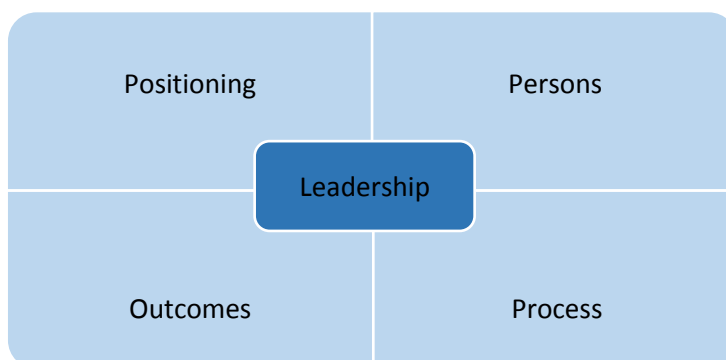 Positioning
Persons
Leadership
Outcomes
Process